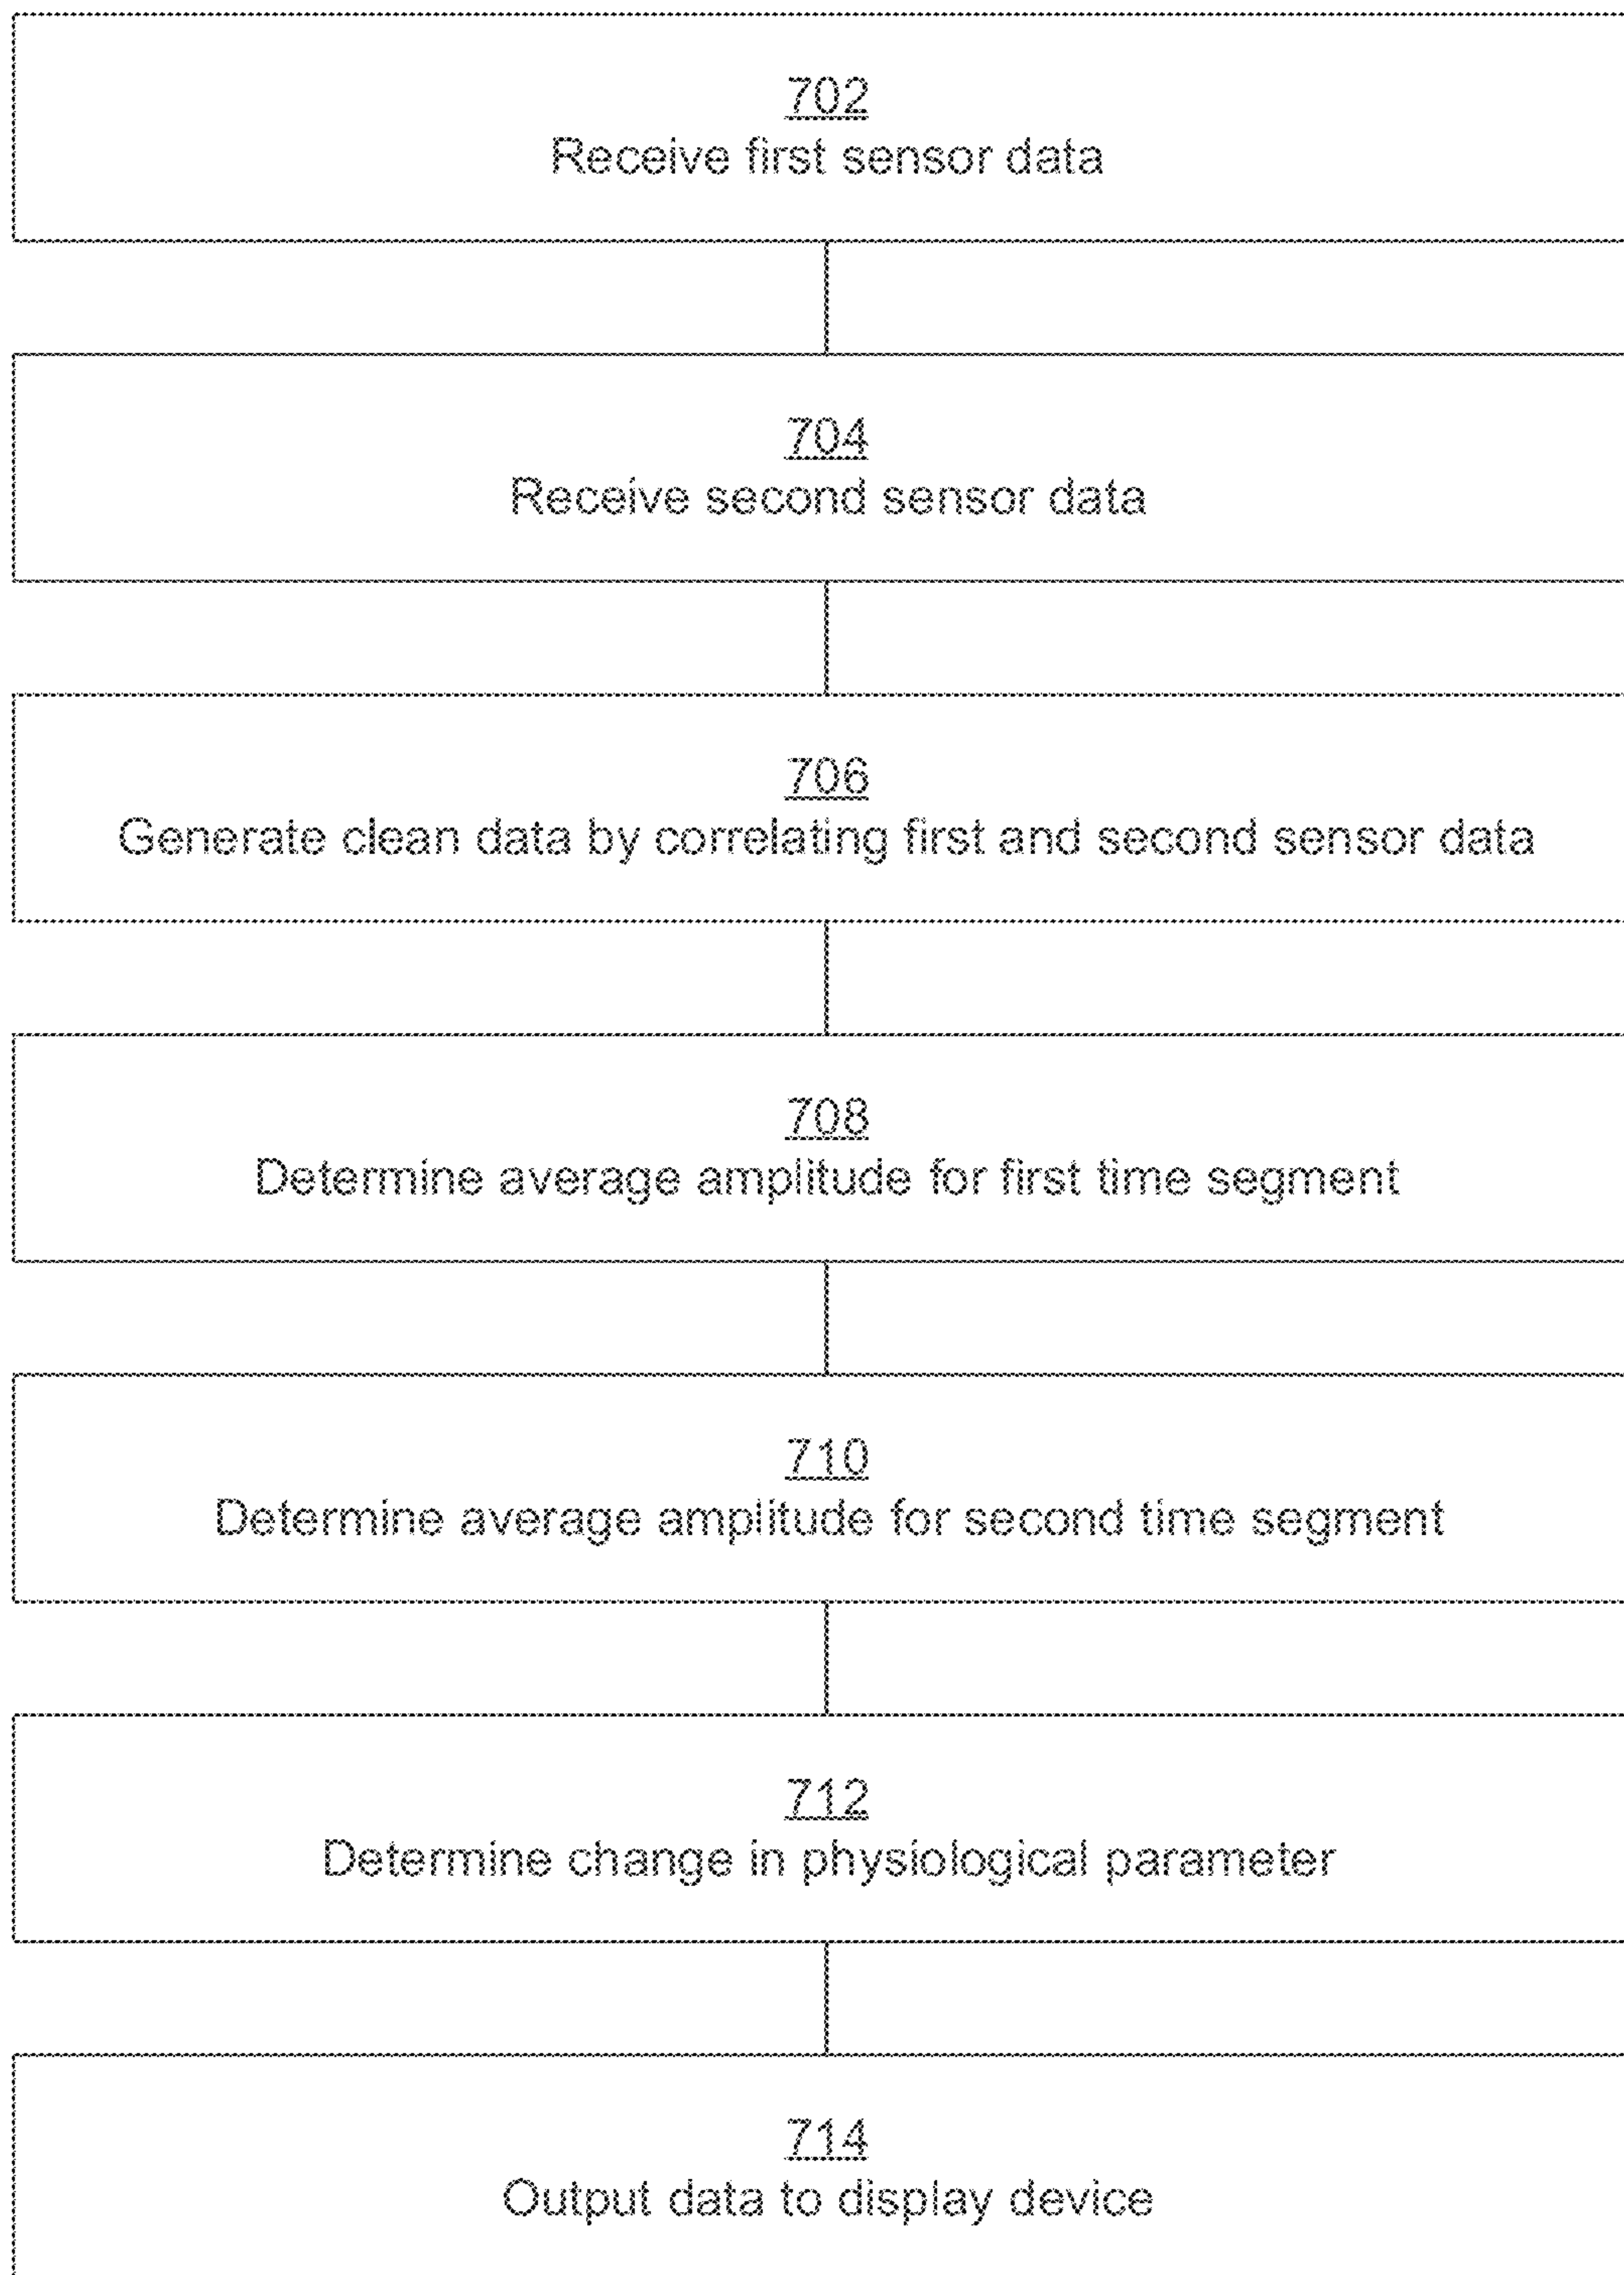 702
Receive first sensor data
704
Receive second sensor data
706
Generate clean data by correlating first and second sensor data
708
Determine average amplitude for first time segment
710
Determine average amplitude for second time segment
712
Determine change in physiological parameter
714
Output data to display device